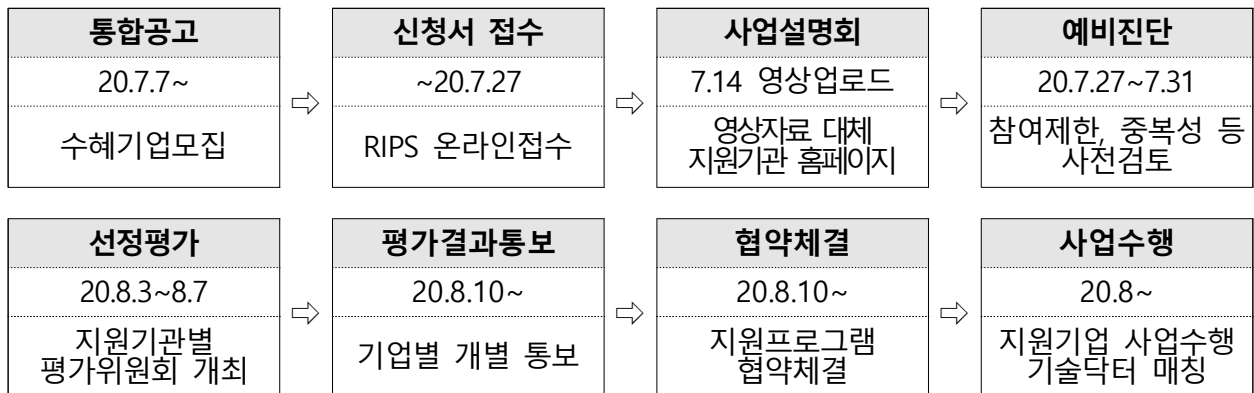 통합공고
20.7.7~
수혜기업모집
⇨
신청서 접수
~20.7.27
RIPS 온라인접수
⇨
사업설명회
7.14 영상업로드
영상자료 대체
지원기관 홈페이지
⇨
예비진단
20.7.27~7.31
참여제한, 중복성 등
사전검토
선정평가
20.8.3~8.7
지원기관별
평가위원회 개최
⇨
평가결과통보
20.8.10~
기업별 개별 통보
⇨
협약체결
20.8.10~
지원프로그램
협약체결
⇨
사업수행
20.8~
지원기업 사업수행
기술닥터 매칭